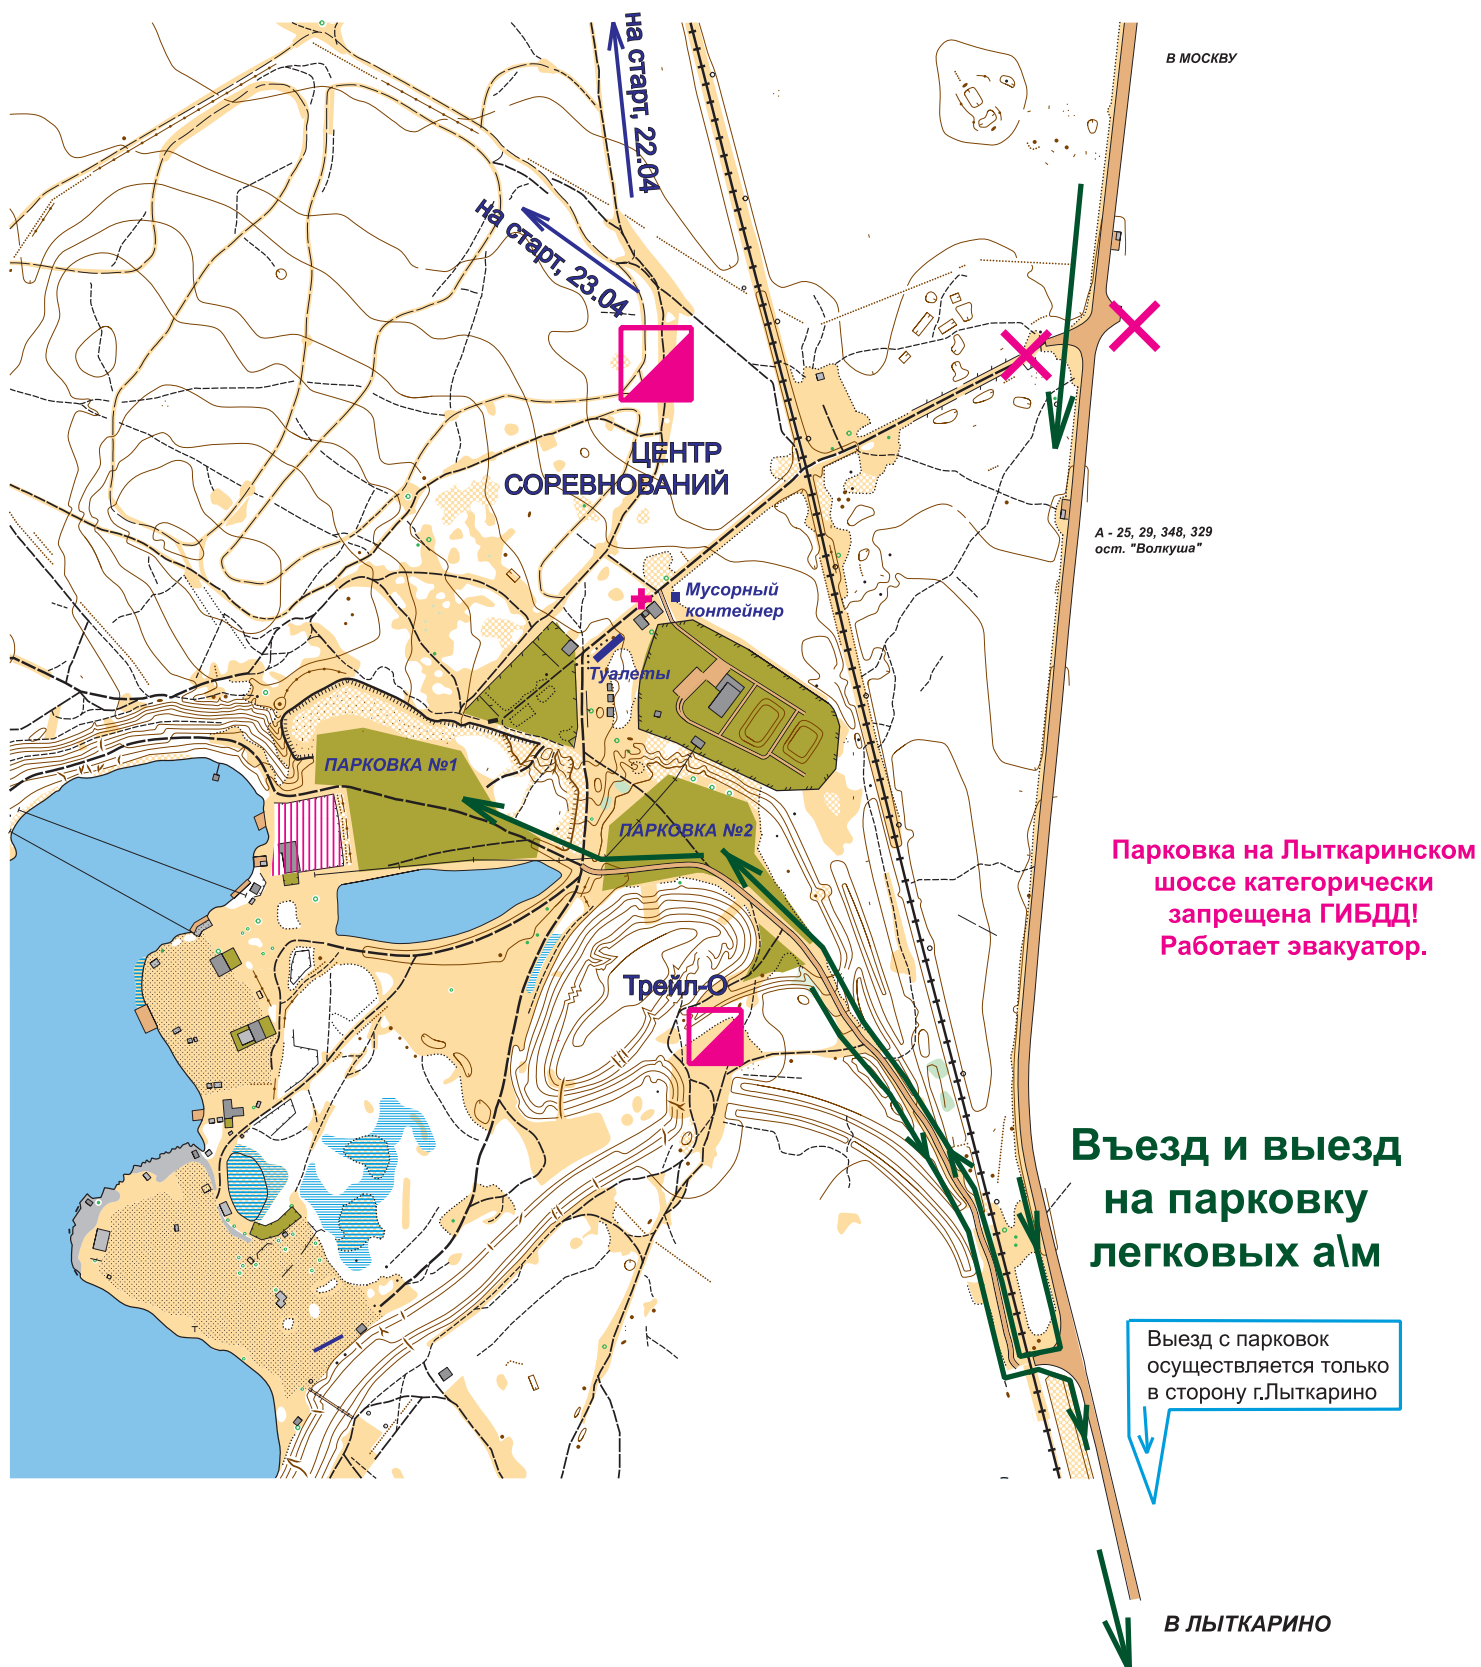 на старт, 22.04
В МОСКВУ
на старт, 23.04
ЦЕНТР
СОРЕВНОВАНИЙ
А - 25, 29, 348, 329
ост. "Волкуша"
Мусорный
контейнер
Туалеты
ПАРКОВКА №1
ПАРКОВКА №2
Парковка на Лыткаринском
шоссе категорически
запрещена ГИБДД!
Работает эвакуатор.
Трейл-О
Въезд и выезд
на парковку
легковых а\м
Выезд с парковок
осуществляется только
в сторону г.Лыткарино
В ЛЫТКАРИНО